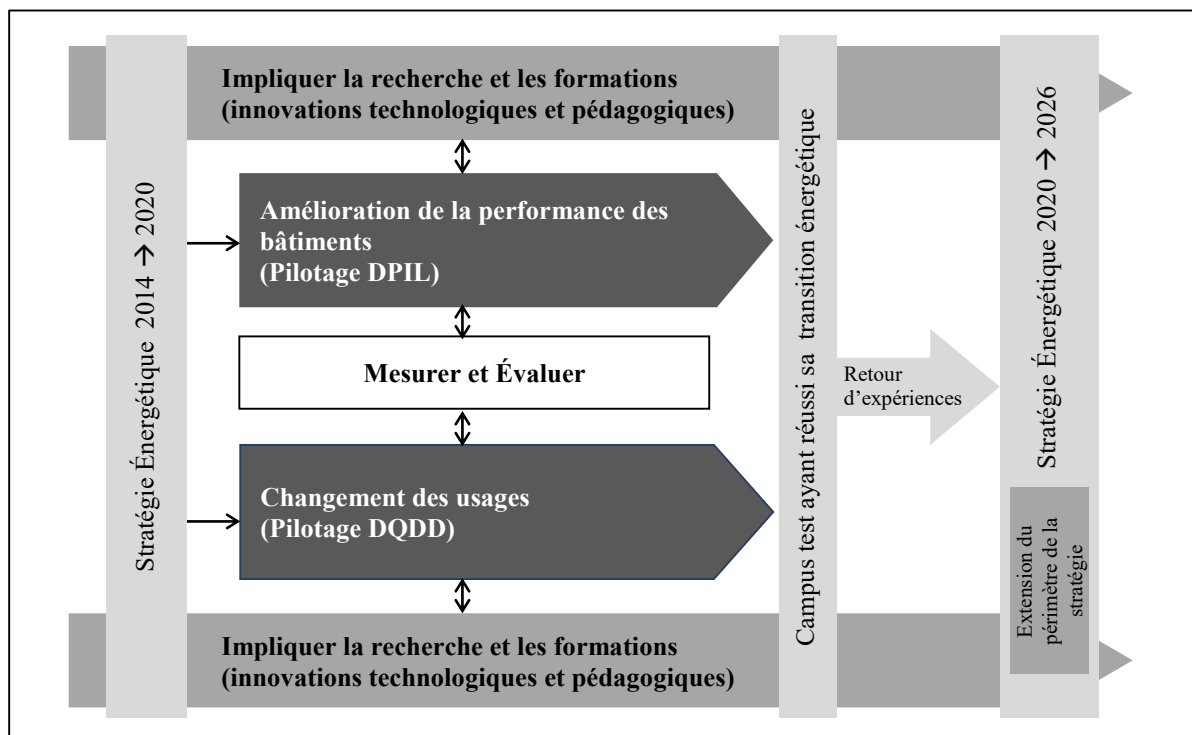 Impliquer la recherche et les formations
(innovations technologiques et pédagogiques)
Stratégie Énergétique 2014 → 2020
Amélioration de la performance des
bâtiments
(Pilotage DPIL)
Mesurer et Évaluer
Changement des usages
(Pilotage DQDD)
Impliquer la recherche et les formations
(innovations technologiques et pédagogiques)
Campus test ayant réussi sa transition énergétique
Retour
d’expériences
Stratégie Énergétique 2020 → 2026
Extension du
périmètre de la
stratégie